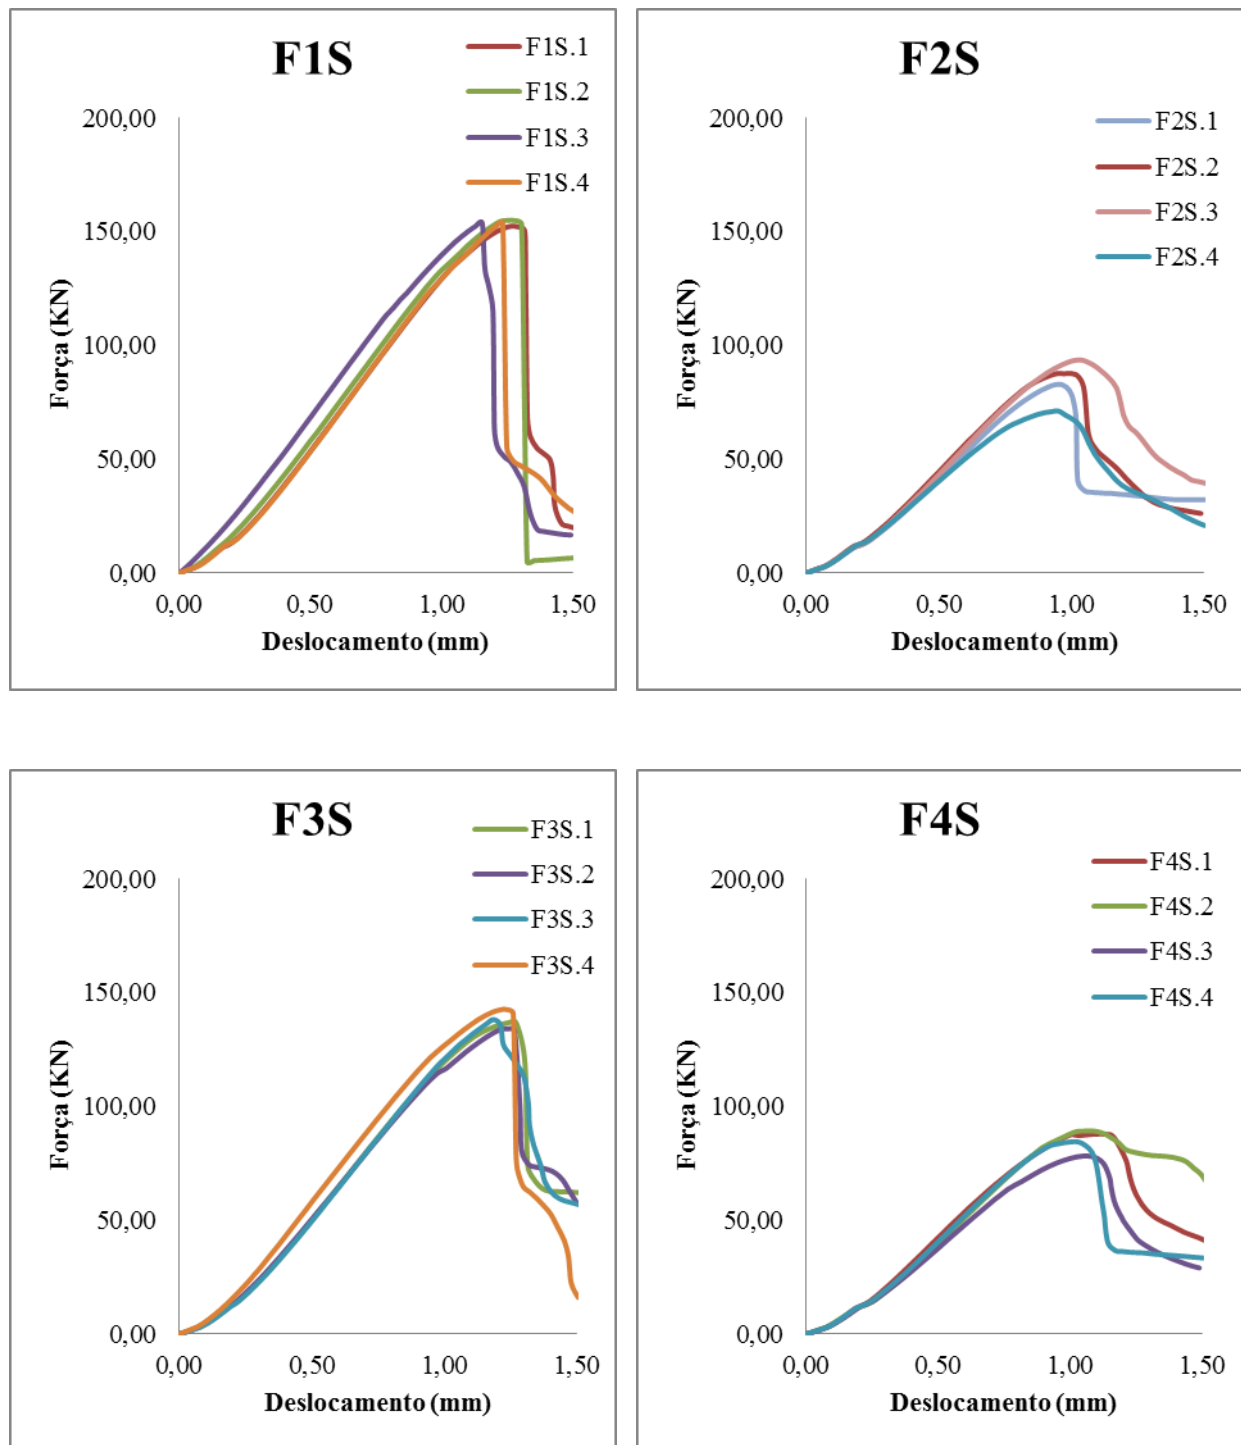 F1S
F1S.1
F1S.2
F1S.3
F1S.4
200,00
150,00
100,00
50,00
0,00
Força (KN)
0,00 0,50 1,00 1,50
Deslocamento (mm)
F2S
F2S.1
F2S.2
F2S.3
F2S.4
200,00
150,00
100,00
50,00
0,00
Força (KN)
0,00 0,50 1,00 1,50
Deslocamento (mm)
F3S
F3S.1
F3S.2
F3S.3
F3S.4
200,00
150,00
100,00
50,00
0,00
Força (KN)
0,00 0,50 1,00 1,50
Deslocamento (mm)
F4S
F4S.1
F4S.2
F4S.3
F4S.4
200,00
150,00
100,00
50,00
0,00
Força (KN)
0,00 0,50 1,00 1,50
Deslocamento (mm)